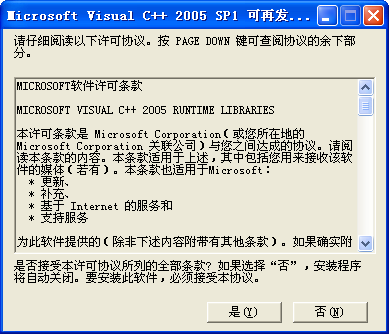 Microsoft Visual C++ 2005 SP1 可再发...
请仔细阅读以下许可协议。按 PAGE DOWN 键可查阅协议的余下部
分。
MICROSOFT软件许可条款
MICROSOFT VISUAL C++ 2005 RUNTIME LIBRARIES
本许可条款是 Microsoft Corporation(或您所在地的
Microsoft Corporation 关联公司)与您之间达成的协议。请阅
读本条款的内容。本条款适用于上述,其中包括您用来接收该软
件的媒体(若有)。本条款也适用于Microsoft:
* 更新、
* 补充、
* 基于 Internet 的服务和
* 支持服务
为此软件提供的(除非下述内容附带有其他条款)。如果确实附
是否接受本许可协议所列的全部条款?如果选择“否”,安装程序
将自动关闭。要安装此软件,必须接受本协议。
是(Y)
否(N)